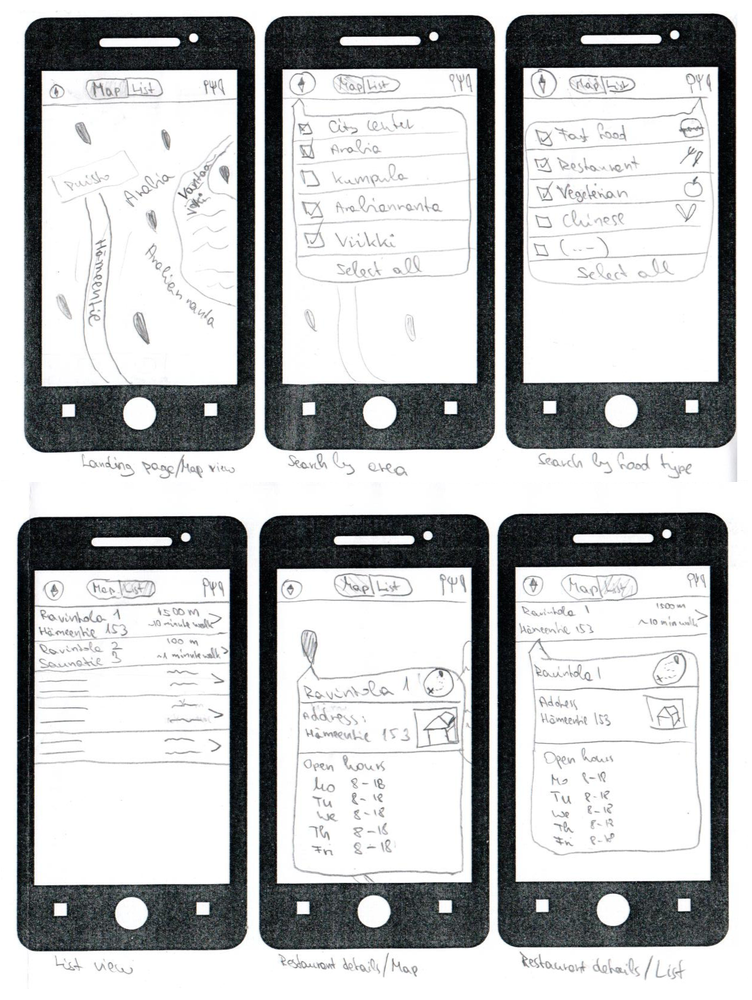 Map List
Puisto
Arabia
Vantaa
Hämeentie
Arabianranta
Landing page/Map view
Map List
City center
Arabia
Kumpula
Arabianranta
Viikki
Select all
Search by area
Map List
Fast food
Restaurant
Vegeterian
Chinese
(...)
Select all
Search by food type
Map List
Ravintola 1 1500 m
Hämeentie 153 ~10 minute walk
Ravintola 2 100 m
Saunatie 3 ~1 minute walk
List view
Map List
Ravintola 1
Address:
Hämeentie 153
Open hours
Mo 8-18
Tu 8-18
We 8-18
Th 8-18
Fri 8-18
Restaurant details/Map
Map List
Ravintola 1 1500 m
Hämeentie 153 ~10 min walk
Ravintola 1
Address
Hämeentie 153
Open hours
Mo 8-18
Tu 8-18
We 8-18
Th 8-18
Fri 8-18
Restaurant details/List